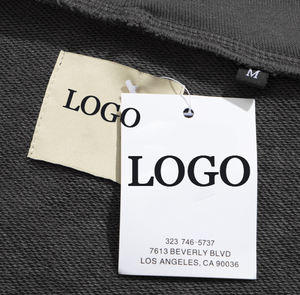 M
LOGO
LOGO
323 746-5737
7613 BEVERLY BLVD
LOS ANGELES, CA 90036